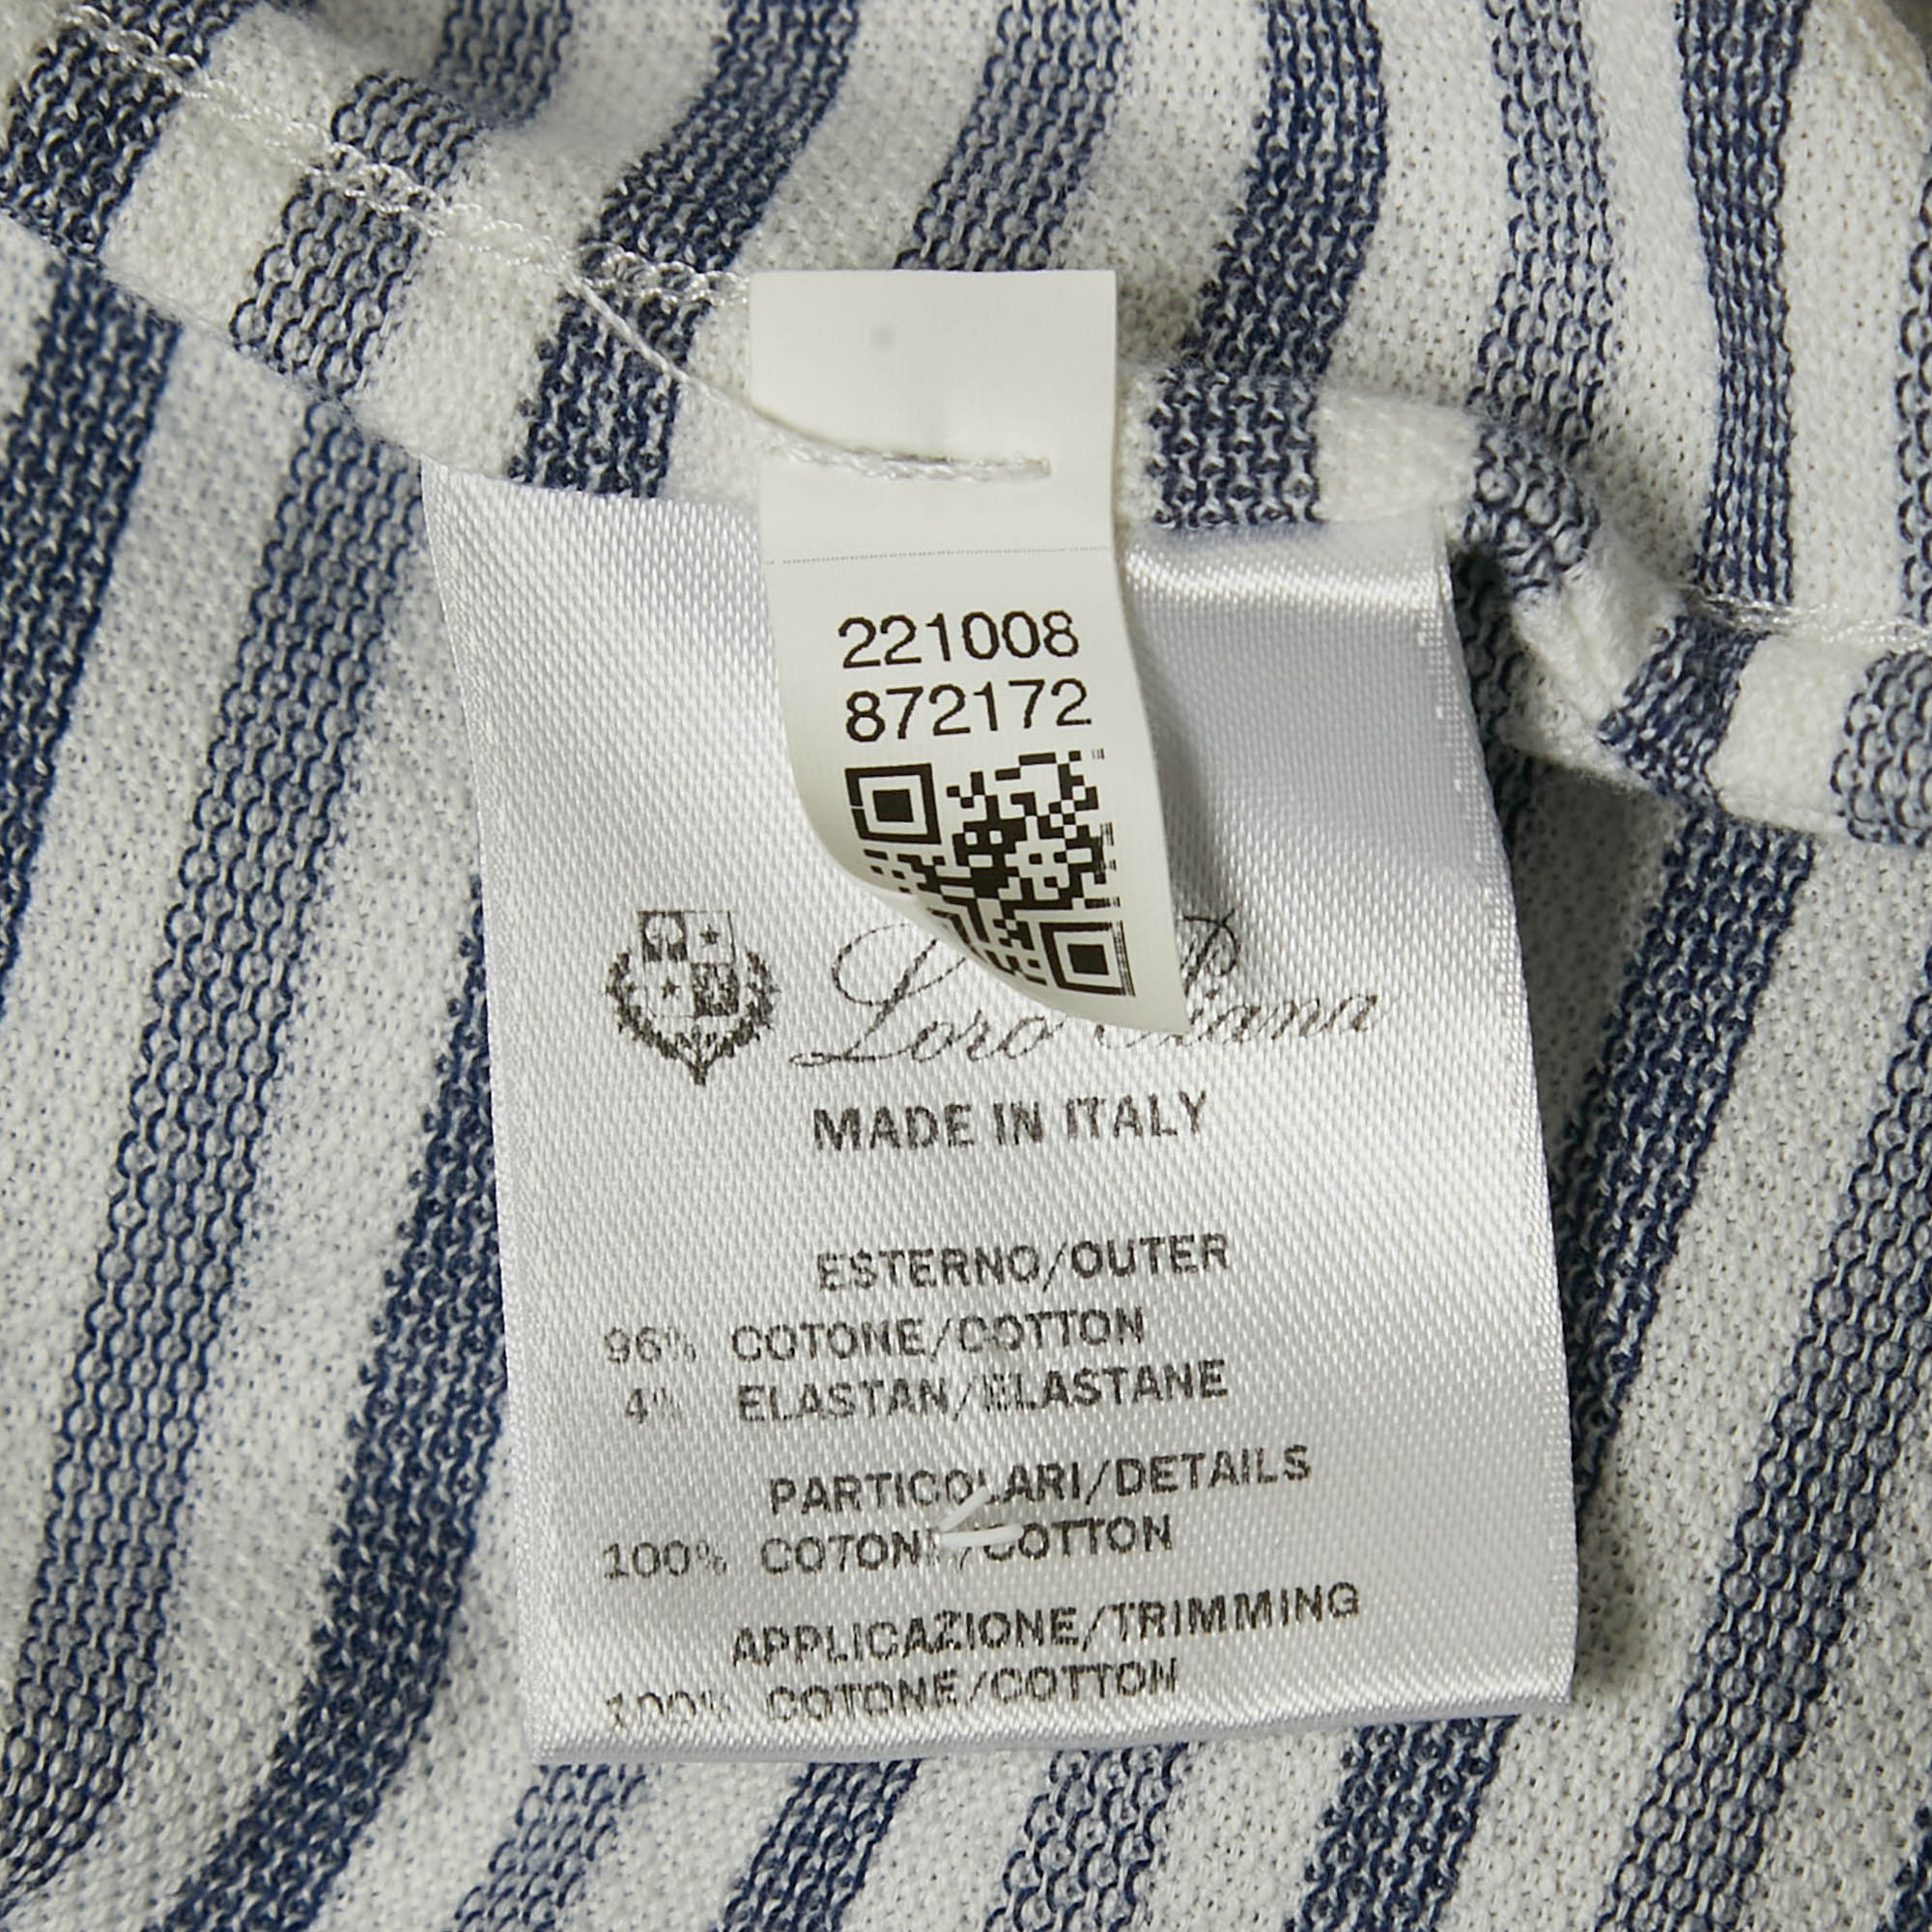 221008
872172
Loro Piana
MADE IN ITALY
ESTERNO/OUTER
96% COTONE/COTTON
4% ELASTAN/ELASTANE
PARTICOLARI/DETAILS
100% COTONE/COTTON
APPLICAZIONE/TRIMMING
100% COTONE/COTTON